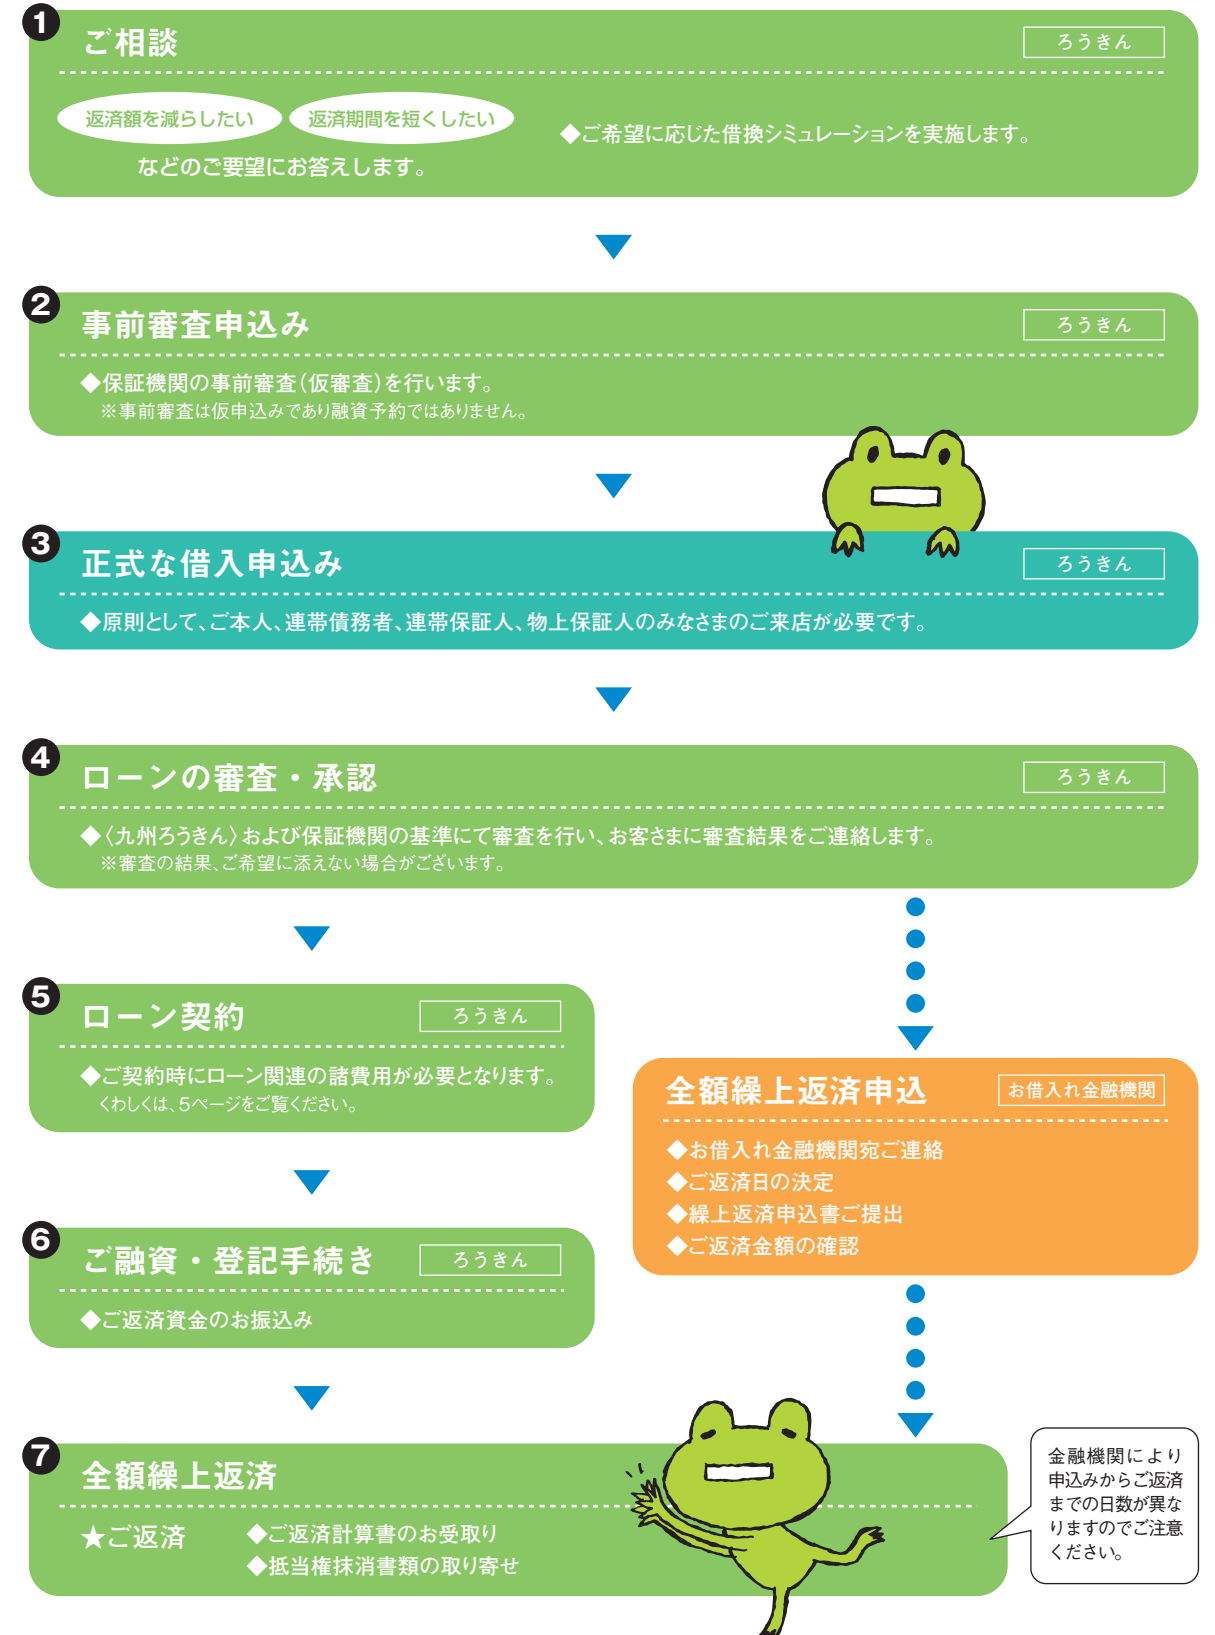 1
ご相談
ろうきん
返済額を減らしたい
返済期間を短くしたい
などのご要望にお答えします。
◆ご希望に応じた借換シミュレーションを実施します。
2
事前審査申込み
ろうきん
◆保証機関の事前審査(仮審査)を行います。
※事前審査は仮申込みであり融資予約ではありません。
3
正式な借入申込み
ろうきん
◆原則として、ご本人、連帯債務者、連帯保証人、物上保証人のみなさまのご来店が必要です。
4
ローンの審査・承認
ろうきん
◆〈九州ろうきん〉および保証機関の基準にて審査を行い、お客さまに審査結果をご連絡します。
※審査の結果、ご希望に添えない場合がございます。
5
ローン契約
ろうきん
◆ご契約時にローン関連の諸費用が必要となります。
くわしくは、5ページをご覧ください。
全額繰上返済申込
お借入れ金融機関
◆お借入れ金融機関宛ご連絡
◆ご返済日の決定
◆繰上返済申込書ご提出
◆ご返済金額の確認
6
ご融資・登記手続き
ろうきん
◆ご返済資金のお振込み
7
全額繰上返済
★ご返済
◆ご返済計算書のお受取り
◆抵当権抹消書類の取り寄せ
金融機関により
申込みからご返済
までの日数が異な
りますのでご注意
ください。